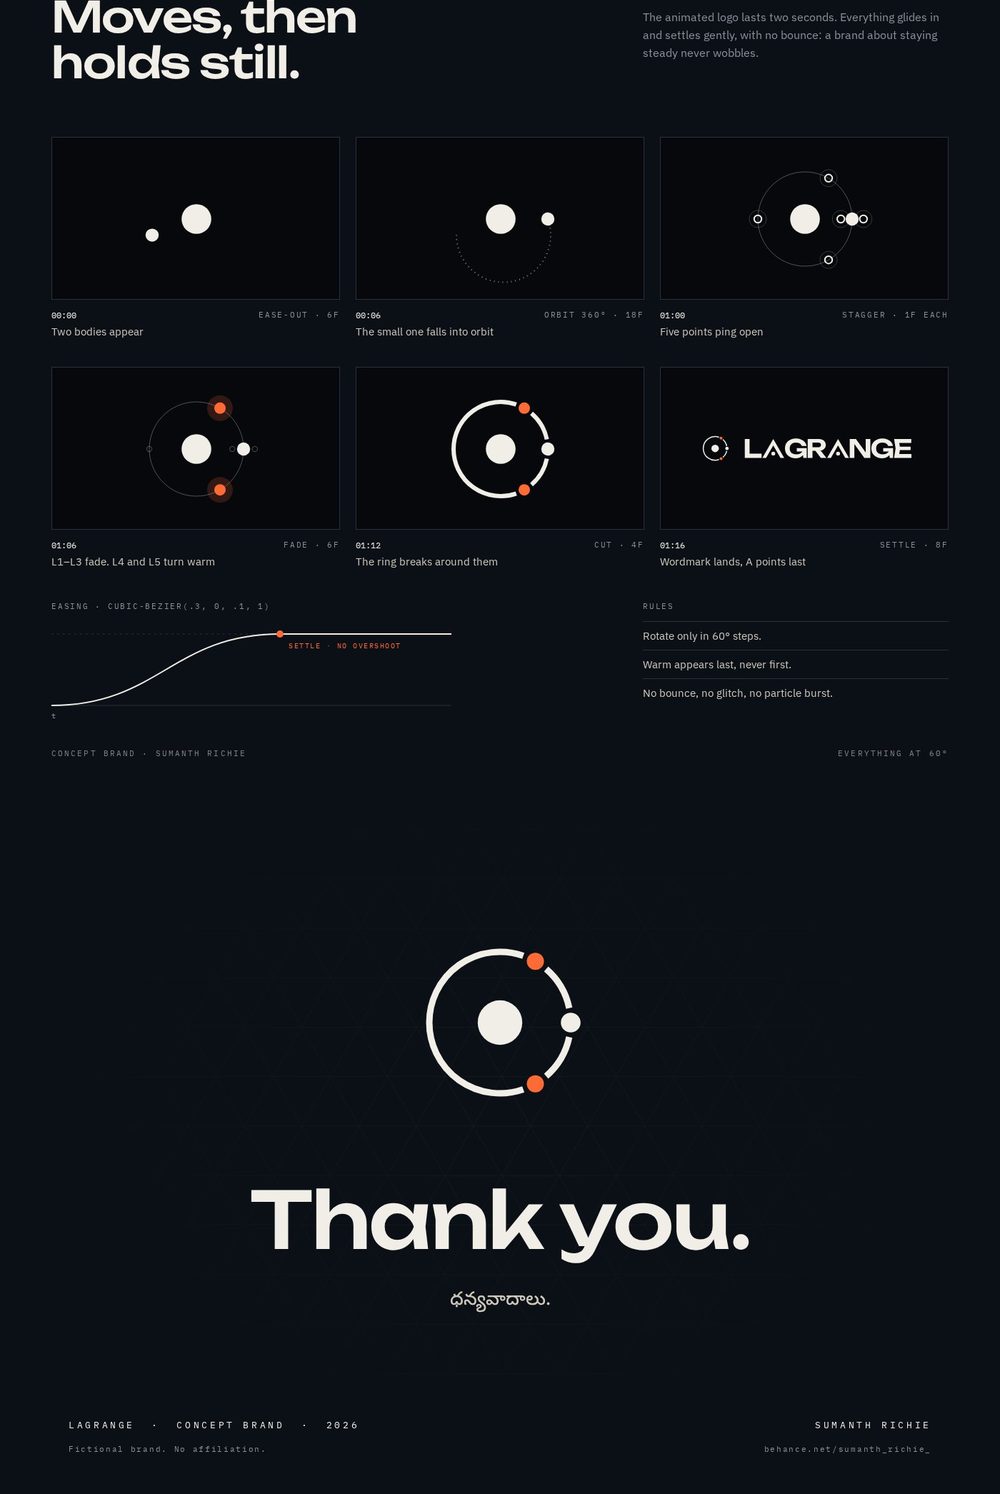 Moves, then
holds still.
The animated logo lasts two seconds. Everything glides in
and settles gently, with no bounce: a brand about staying
steady never wobbles.
00:00 EASE-OUT · 6F
Two bodies appear
00:06 ORBIT 360° · 18F
The small one falls into orbit
01:00 STAGGER · 1F EACH
Five points ping open
LAGRANGE
01:06 FADE · 6F
L1–L3 fade. L4 and L5 turn warm
01:12 CUT · 4F
The ring breaks around them
01:16 SETTLE · 8F
Wordmark lands, A points last
EASING · CUBIC-BEZIER(.3, 0, .1, 1)
SETTLE · NO OVERSHOOT
t
RULES
Rotate only in 60° steps.
Warm appears last, never first.
No bounce, no glitch, no particle burst.
CONCEPT BRAND · SUMANTH RICHIE
EVERYTHING AT 60°
Thank you.
ధన్యవాదాలు.
LAGRANGE · CONCEPT BRAND · 2026
Fictional brand. No affiliation.
SUMANTH RICHIE
behance.net/sumanth_richie_